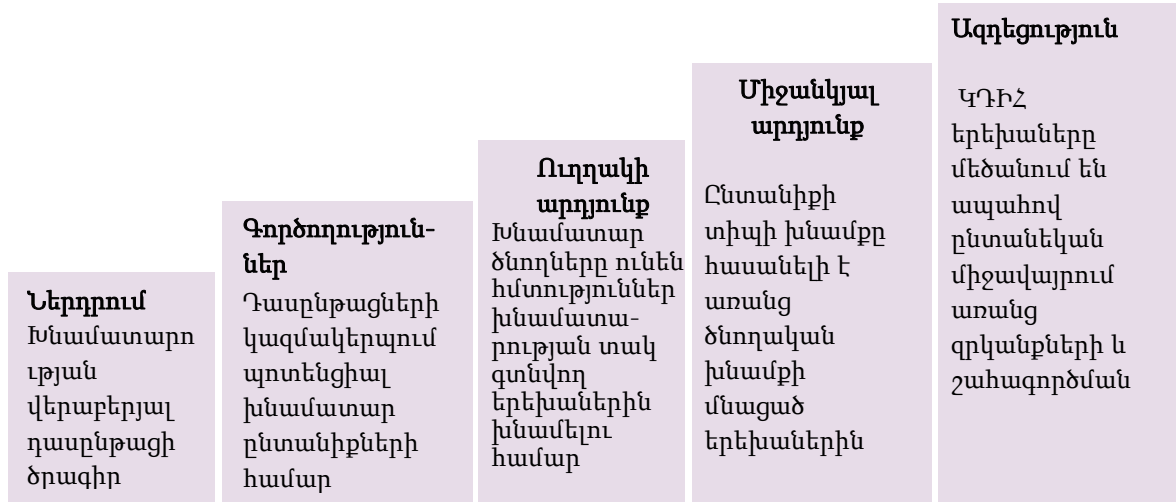 Ներդրում
Խնամատարո
ւթյան
վերաբերյալ
դասընթացի
ծրագիր
Գործողություն-
ներ
Դասընթացների
կազմակերպում
պոտենցիալ
խնամատար
ընտանիքների
համար
Ուղղակի
արդյունք
Խնամատար
ծնողները ունեն
հմտություններ
խնամատա-
րության տակ
գտնվող
երեխաներին
խնամելու
համար
Միջանկյալ
արդյունք
Ընտանիքի
տիպի խնամքը
հասանելի է
առանց
ծնողական
խնամքի
մնացած
երեխաներին
Ազդեցություն
ԿԴԻՀ
երեխաները
մեծանում են
ապահով
ընտանեկան
միջավայրում
առանց
զրկանքների և
շահագործման